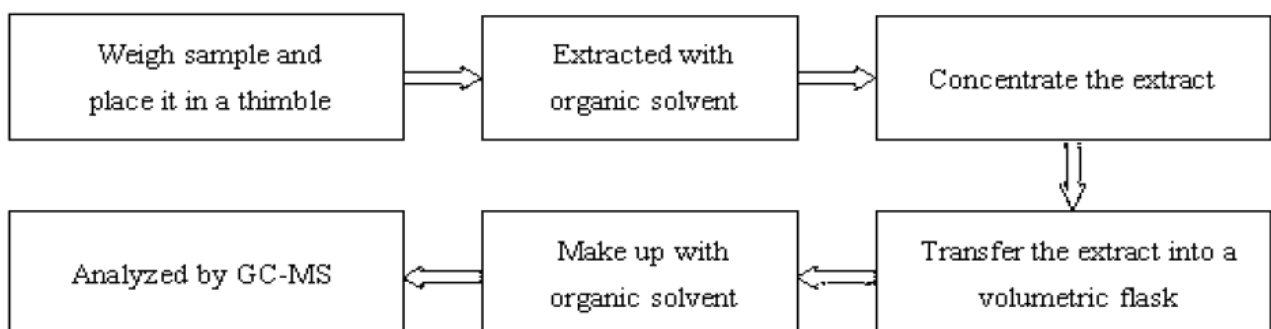 Weigh sample and
place it in a thimble
Extracted with
organic solvent
Concentrate the extract
Transfer the extract into a
volumetric flask
Make up with
organic solvent
Analyzed by GC-MS